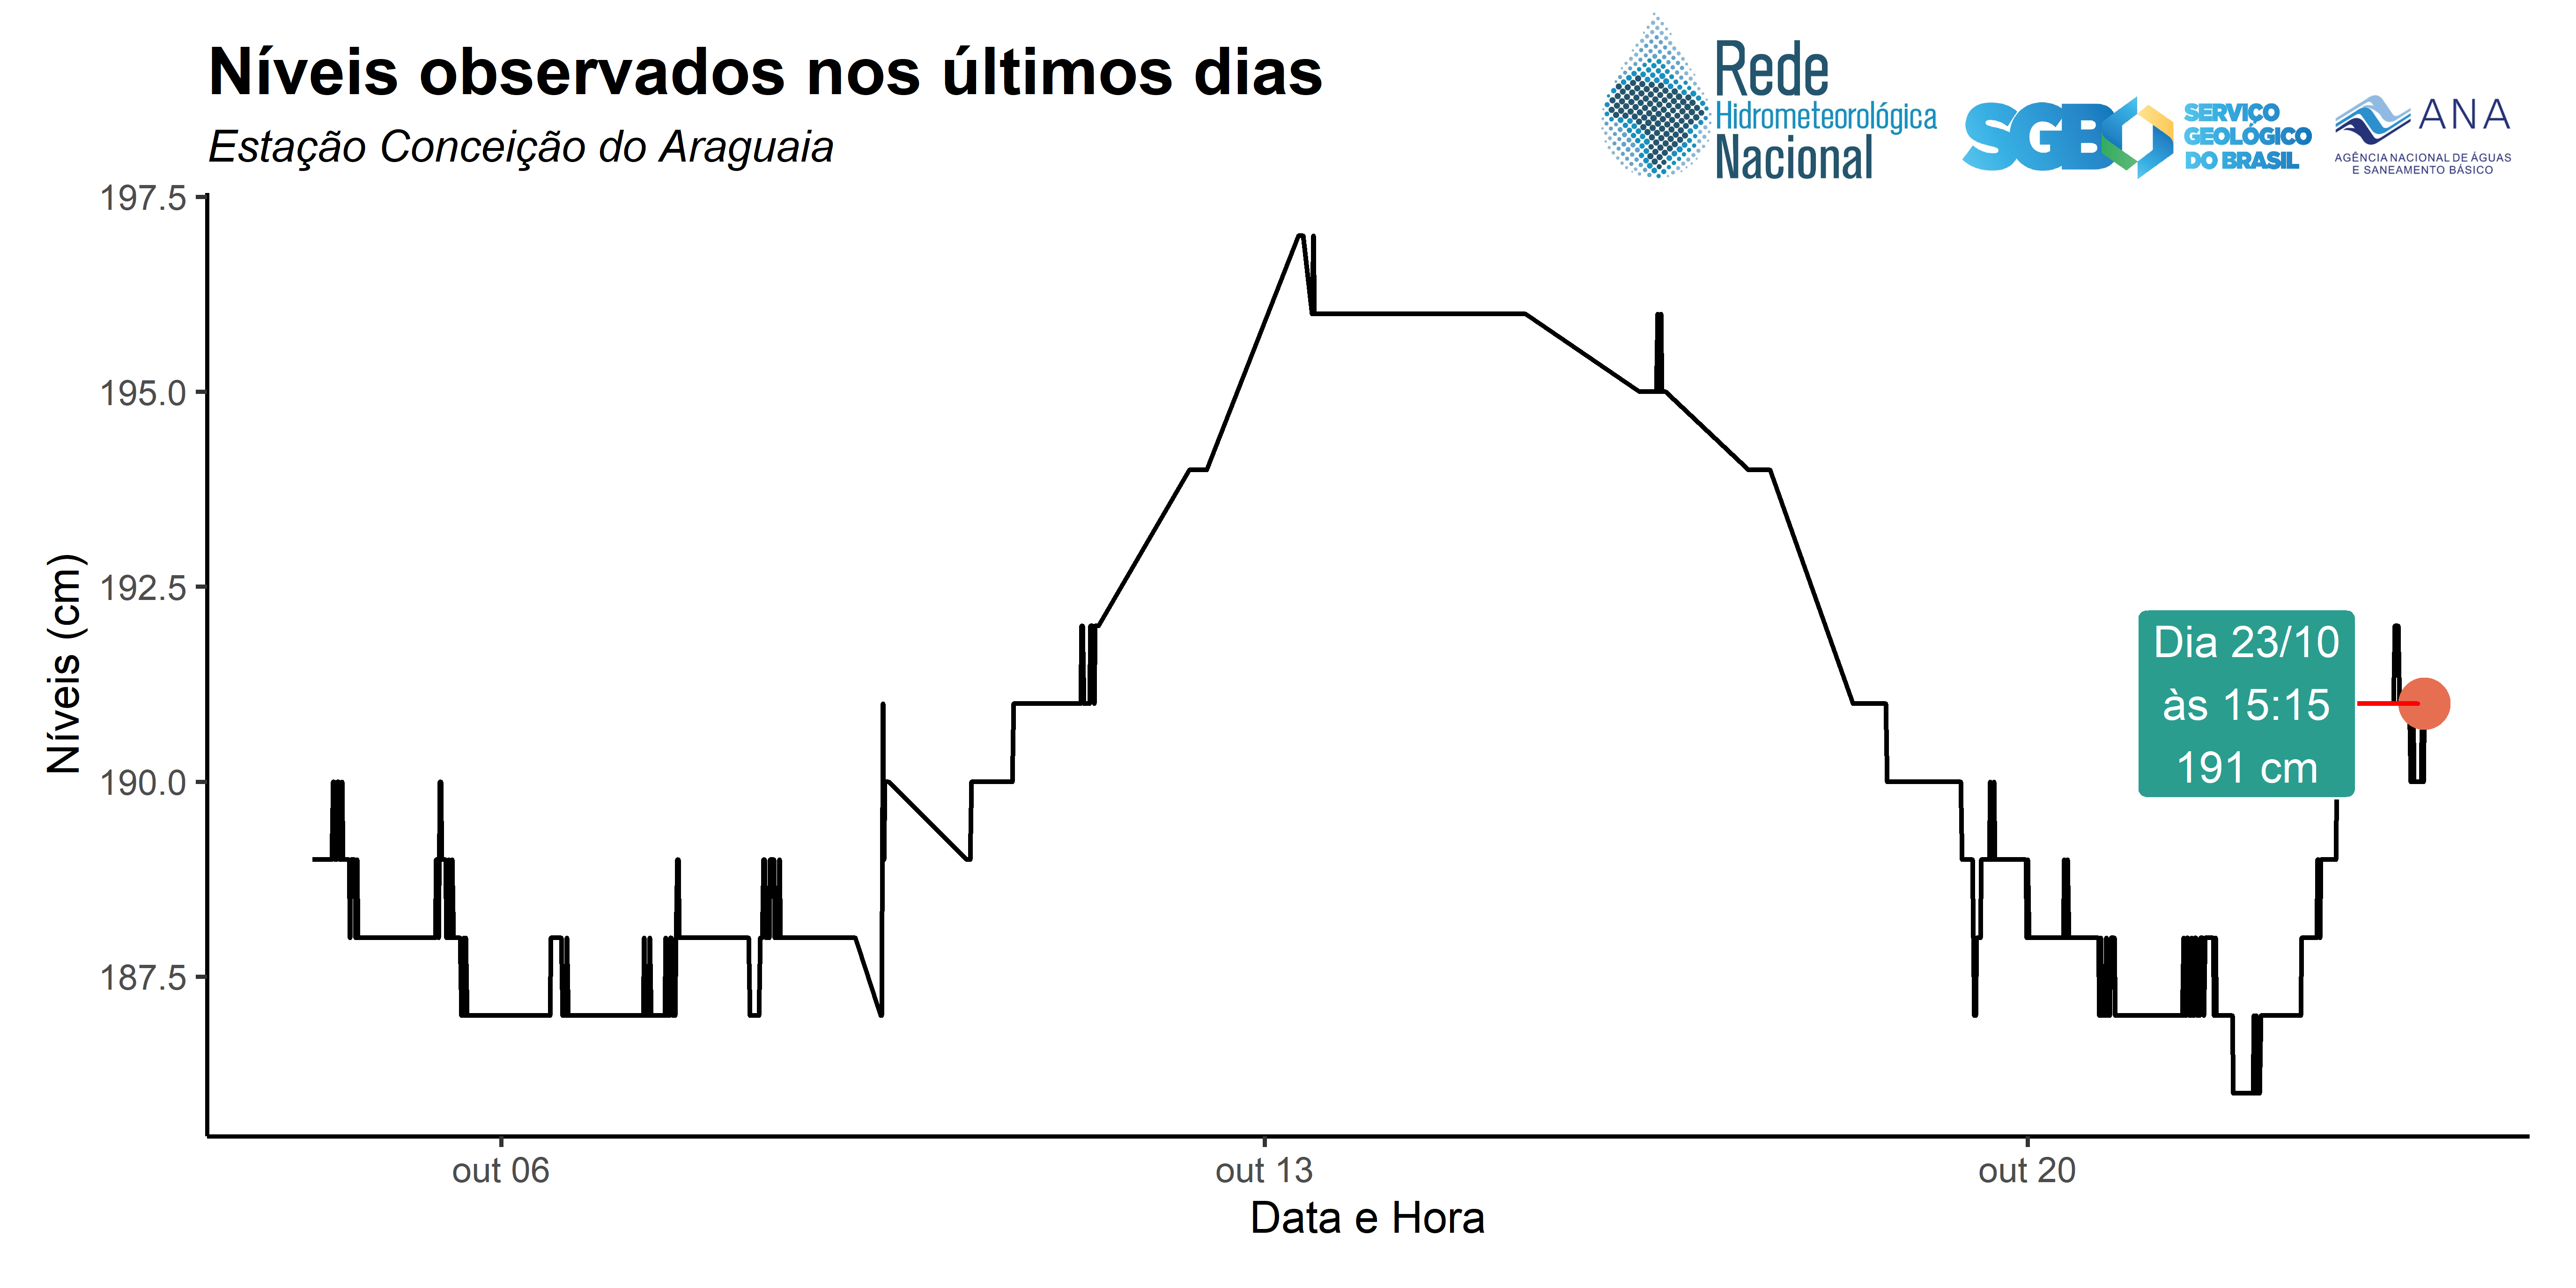 Níveis observados nos últimos dias
Estação Conceição do Araguaia
Rede
Hidrometeorológica
Nacional
SGB
SERVIÇO
GEOLÓGICO
DO BRASIL
ANA
AGÊNCIA NACIONAL DE ÁGUAS
E SANEAMENTO BÁSICO
Níveis (cm)
197.5
195.0
192.5
190.0
187.5
Dia 23/10
às 15:15
191 cm
out 06
out 13
out 20
Data e Hora